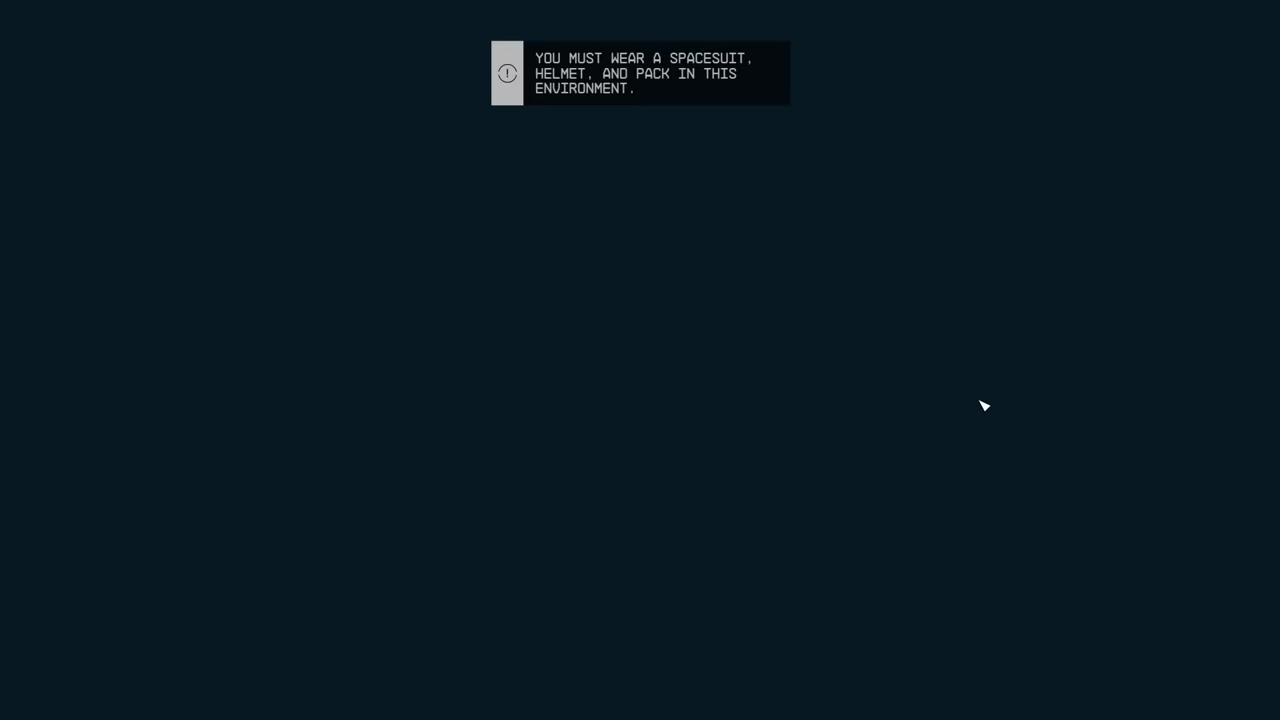 YOU MUST WEAR A SPACESUIT,
HELMET, AND PACK IN THIS
ENVIRONMENT.